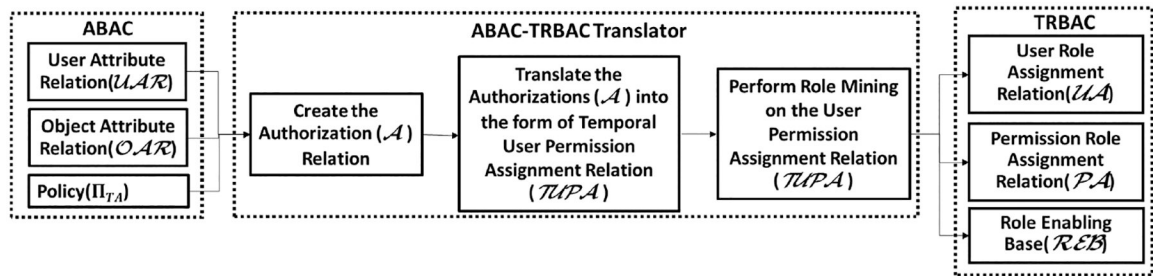 ABAC
User Attribute
Relation(𝒰𝒜ℛ)
Object Attribute
Relation(𝒪𝒜ℛ)
Policy(Π_TA)
ABAC-TRBAC Translator
Create the
Authorization (𝒜)
Relation
Translate the
Authorizations (𝒜) into
the form of Temporal
User Permission
Assignment Relation
(𝒯𝒰𝒫𝒜)
Perform Role Mining
on the User
Permission
Assignment Relation
(𝒯𝒰𝒫𝒜)
TRBAC
User Role
Assignment
Relation(𝒰𝒜)
Permission Role
Assignment
Relation(𝒫𝒜)
Role Enabling
Base(ℛℰℬ)